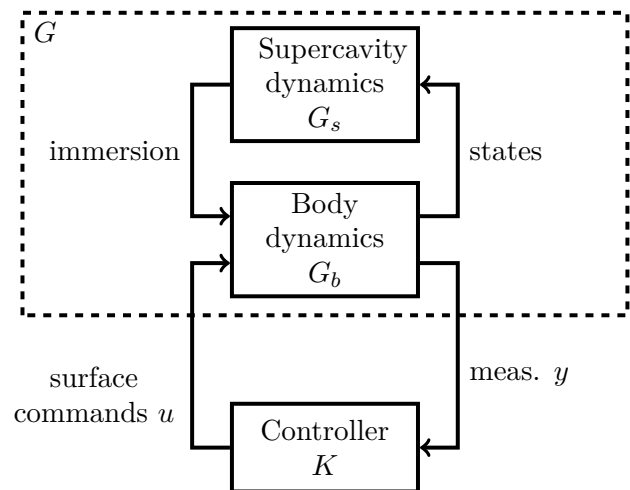 G
Supercavity
dynamics
G_s
immersion
states
Body
dynamics
G_b
surface
commands u
meas. y
Controller
K